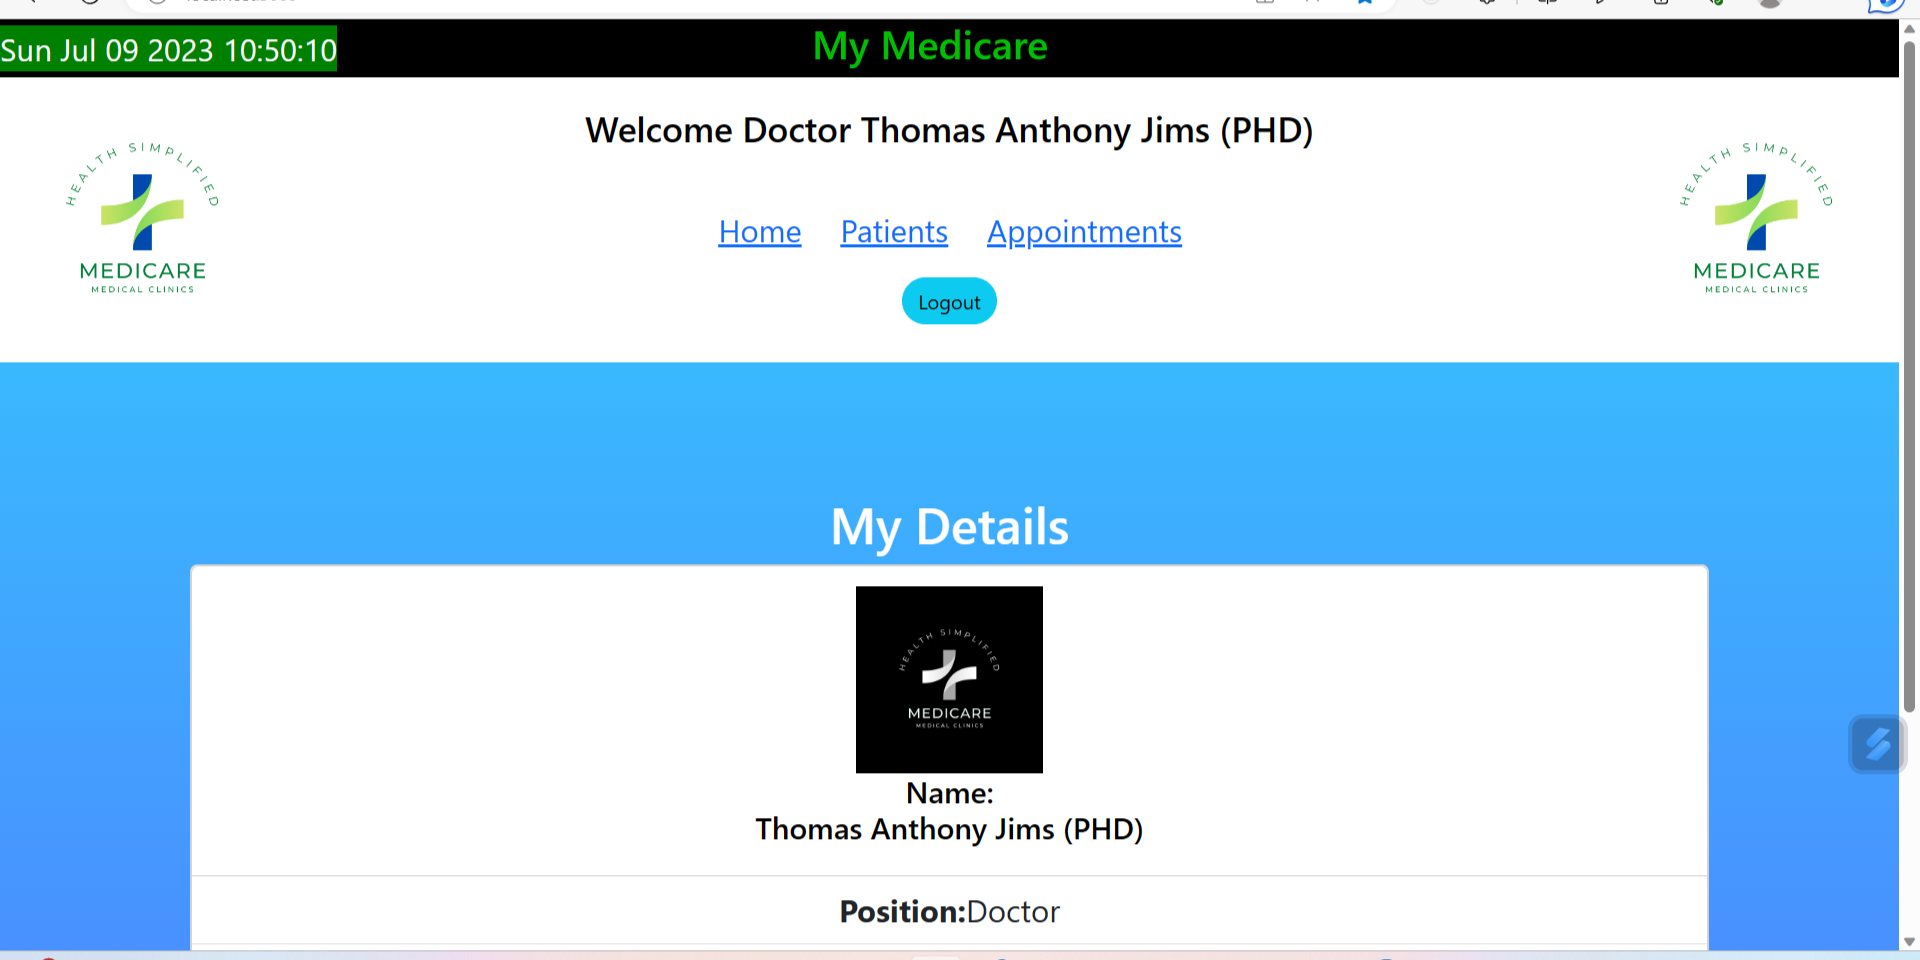 Sun Jul 09 2023 10:50:10
My Medicare
Welcome Doctor Thomas Anthony Jims (PHD)
HEALTH SIMPLIFIED
MEDICARE
MEDICAL CLINICS
HEALTH SIMPLIFIED
MEDICARE
MEDICAL CLINICS
Home Patients Appointments
Logout
My Details
HEALTH SIMPLIFIED
MEDICARE
MEDICAL CLINICS
Name:
Thomas Anthony Jims (PHD)
Position:Doctor